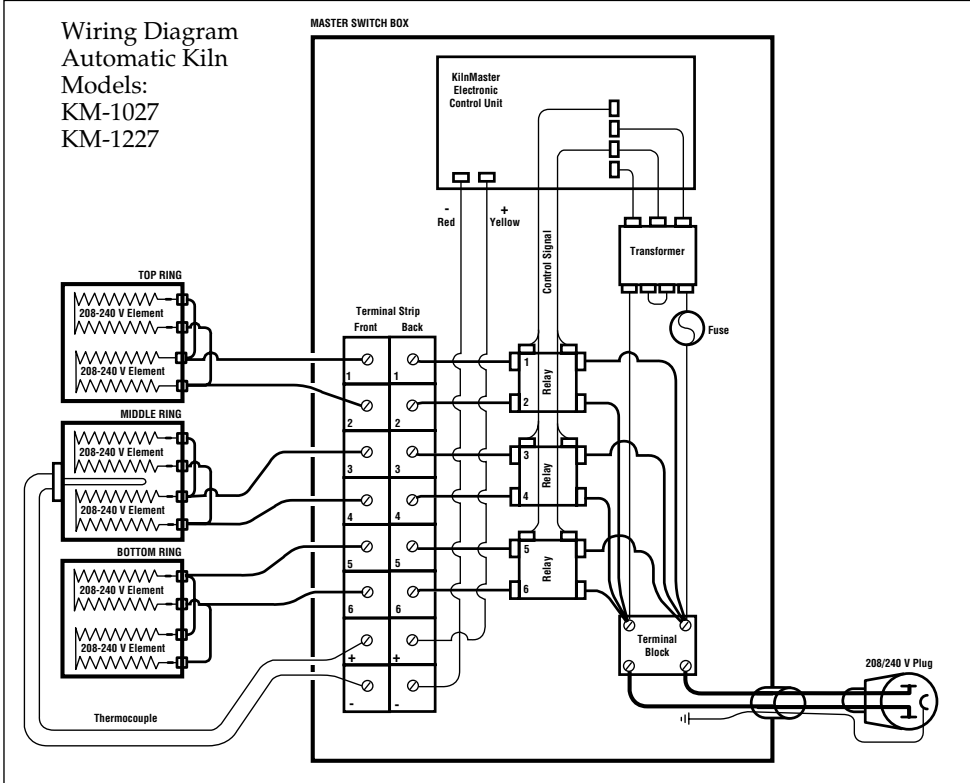 Wiring Diagram
Automatic Kiln
Models:
KM-1027
KM-1227
MASTER SWITCH BOX
KilnMaster
Electronic
Control Unit
-
Red
+
Yellow
Control Signal
Transformer
Fuse
TOP RING
208-240 V Element
208-240 V Element
MIDDLE RING
208-240 V Element
208-240 V Element
BOTTOM RING
208-240 V Element
208-240 V Element
Thermocouple
Terminal Strip
Front Back
1 1
2 2
3 3
4 4
5 5
6 6
+ +
- -
1
Relay
2
3
Relay
4
5
Relay
6
Terminal
Block
208/240 V Plug